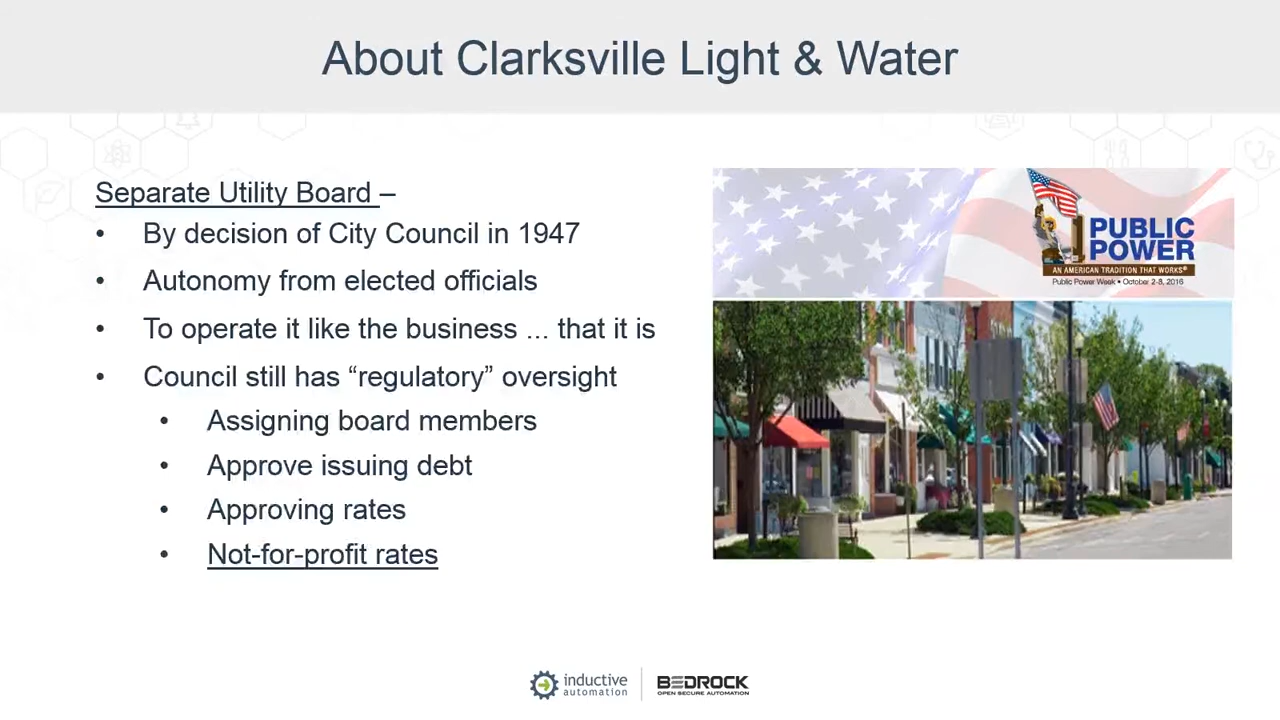 About Clarksville Light & Water
Separate Utility Board –
• By decision of City Council in 1947
• Autonomy from elected officials
• To operate it like the business ... that it is
• Council still has “regulatory” oversight
• Assigning board members
• Approve issuing debt
• Approving rates
• Not-for-profit rates
PUBLIC
POWER
AN AMERICAN TRADITION THAT WORKS®
Public Power Week • October 2-8, 2016
inductive
automation
BEDROCK
OPEN SECURE AUTOMATION